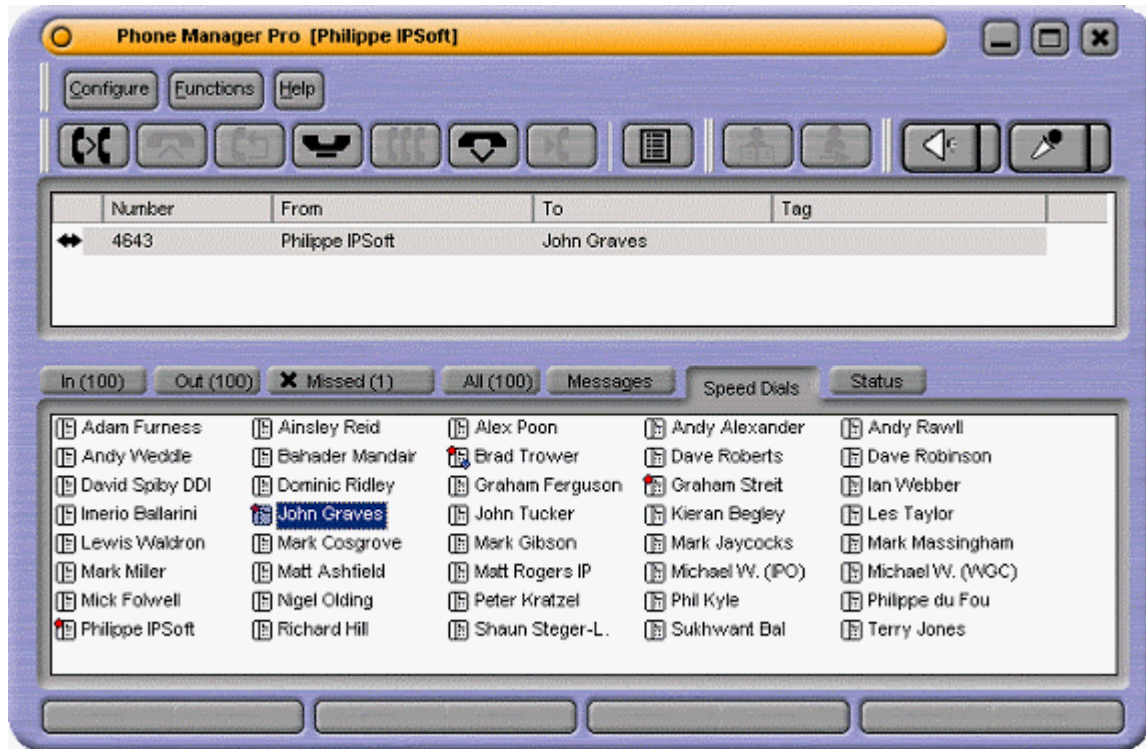 Phone Manager Pro [Philippe IPSoft]
Configure Functions Help
Number From To Tag
4643 Philippe IPSoft John Graves
In (100) Out (100) Missed (1) All (100) Messages Speed Dials Status
Adam Furness Ainsley Reid Alex Poon Andy Alexander Andy Rawll
Andy Weddle Bahader Mandair Brad Trower Dave Roberts Dave Robinson
David Spiby DDI Dominic Ridley Graham Ferguson Graham Streit Ian Webber
Imerio Ballarini John Graves John Tucker Kieran Begley Les Taylor
Lewis Waldron Mark Cosgrove Mark Gibson Mark Jaycocks Mark Massingham
Mark Miller Matt Ashfield Matt Rogers IP Michael W. (IPO) Michael W. (WGC)
Mick Folwell Nigel Olding Peter Kratzel Phil Kyle Philippe du Fou
Philippe IPSoft Richard Hill Shaun Steger-L. Sukhwant Bal Terry Jones